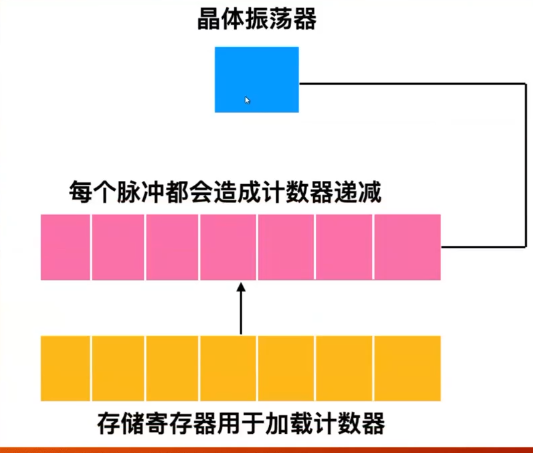 晶体振荡器
每个脉冲都会造成计数器递减
存储寄存器用于加载计数器